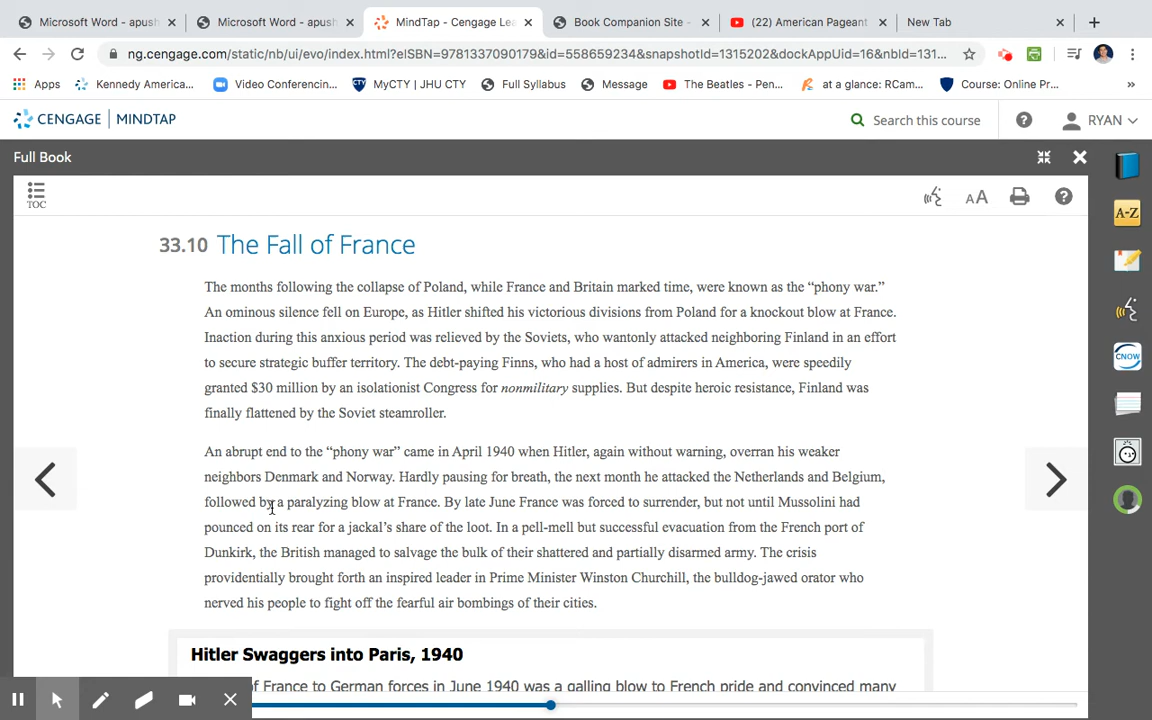 Microsoft Word - apush
Microsoft Word - apush
MindTap - Cengage Lea
Book Companion Site -
(22) American Pageant
New Tab
ng.cengage.com/static/nb/ui/evo/index.html?eISBN=9781337090179&id=558659234&snapshotId=1315202&dockAppUid=16&nbId=131...
Apps
Kennedy America...
Video Conferencin...
CTY
MyCTY | JHU CTY
Full Syllabus
Message
The Beatles - Pen...
at a glance: RCam...
Course: Online Pr...
»
CENGAGE | MINDTAP
Search this course
RYAN
Full Book
TOC
AA
A-Z
CNOW
33.10 The Fall of France
The months following the collapse of Poland, while France and Britain marked time, were known as the “phony war.”
An ominous silence fell on Europe, as Hitler shifted his victorious divisions from Poland for a knockout blow at France.
Inaction during this anxious period was relieved by the Soviets, who wantonly attacked neighboring Finland in an effort
to secure strategic buffer territory. The debt-paying Finns, who had a host of admirers in America, were speedily
granted $30 million by an isolationist Congress for nonmilitary supplies. But despite heroic resistance, Finland was
finally flattened by the Soviet steamroller.
An abrupt end to the “phony war” came in April 1940 when Hitler, again without warning, overran his weaker
neighbors Denmark and Norway. Hardly pausing for breath, the next month he attacked the Netherlands and Belgium,
followed by a paralyzing blow at France. By late June France was forced to surrender, but not until Mussolini had
pounced on its rear for a jackal’s share of the loot. In a pell-mell but successful evacuation from the French port of
Dunkirk, the British managed to salvage the bulk of their shattered and partially disarmed army. The crisis
providentially brought forth an inspired leader in Prime Minister Winston Churchill, the bulldog-jawed orator who
nerved his people to fight off the fearful air bombings of their cities.
Hitler Swaggers into Paris, 1940
of France to German forces in June 1940 was a galling blow to French pride and convinced many